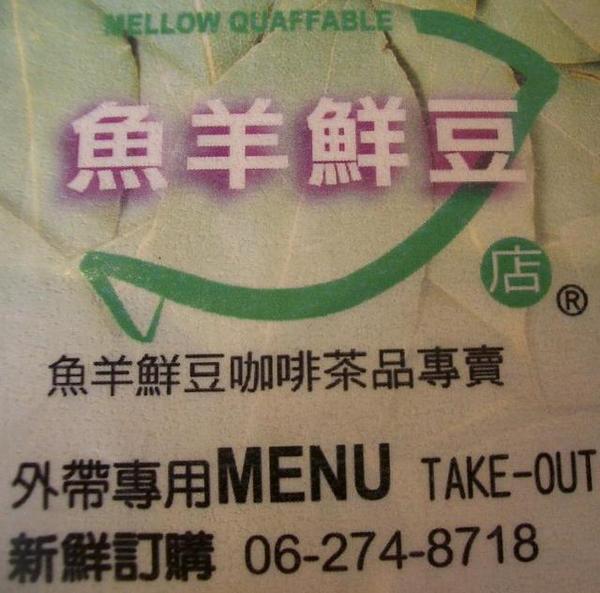 MELLOW QUAFFABLE
魚羊鮮豆
店®
魚羊鮮豆咖啡茶品專賣
外帶專用MENU TAKE-OUT
新鮮訂購 06-274-8718